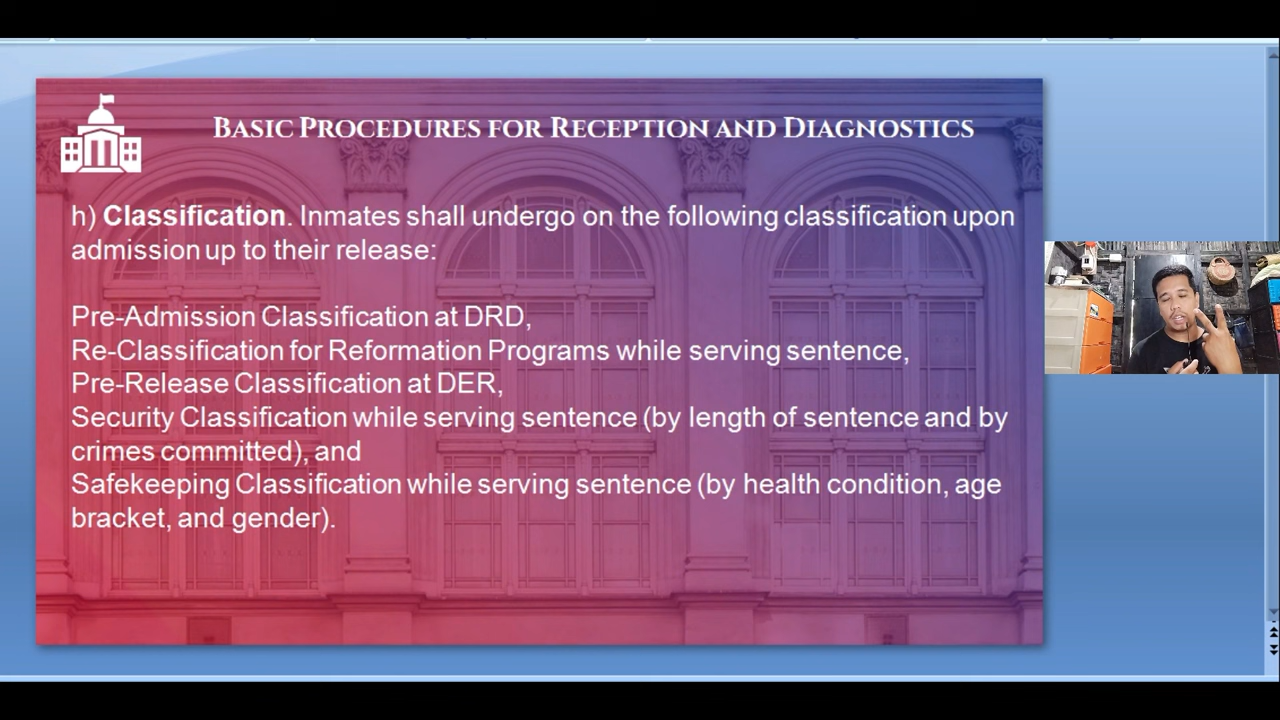 BASIC PROCEDURES FOR RECEPTION AND DIAGNOSTICS
h) Classification. Inmates shall undergo on the following classification upon
admission up to their release:
Pre-Admission Classification at DRD,
Re-Classification for Reformation Programs while serving sentence,
Pre-Release Classification at DER,
Security Classification while serving sentence (by length of sentence and by
crimes committed), and
Safekeeping Classification while serving sentence (by health condition, age
bracket, and gender).